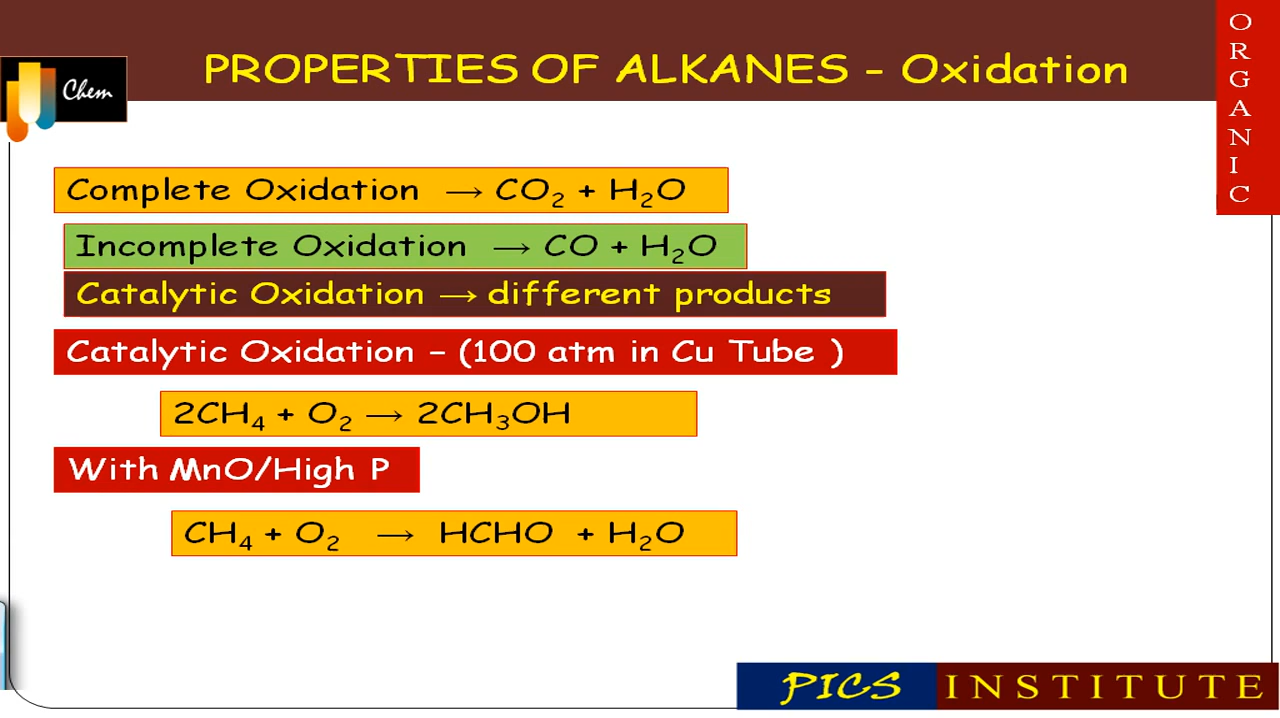 PROPERTIES OF ALKANES - Oxidation
Chem
ORGANIC
Complete Oxidation → CO₂ + H₂O
Incomplete Oxidation → CO + H₂O
Catalytic Oxidation → different products
Catalytic Oxidation – (100 atm in Cu Tube )
2CH₄ + O₂ → 2CH₃OH
With MnO/High P
CH₄ + O₂ → HCHO + H₂O
PICS INSTITUTE